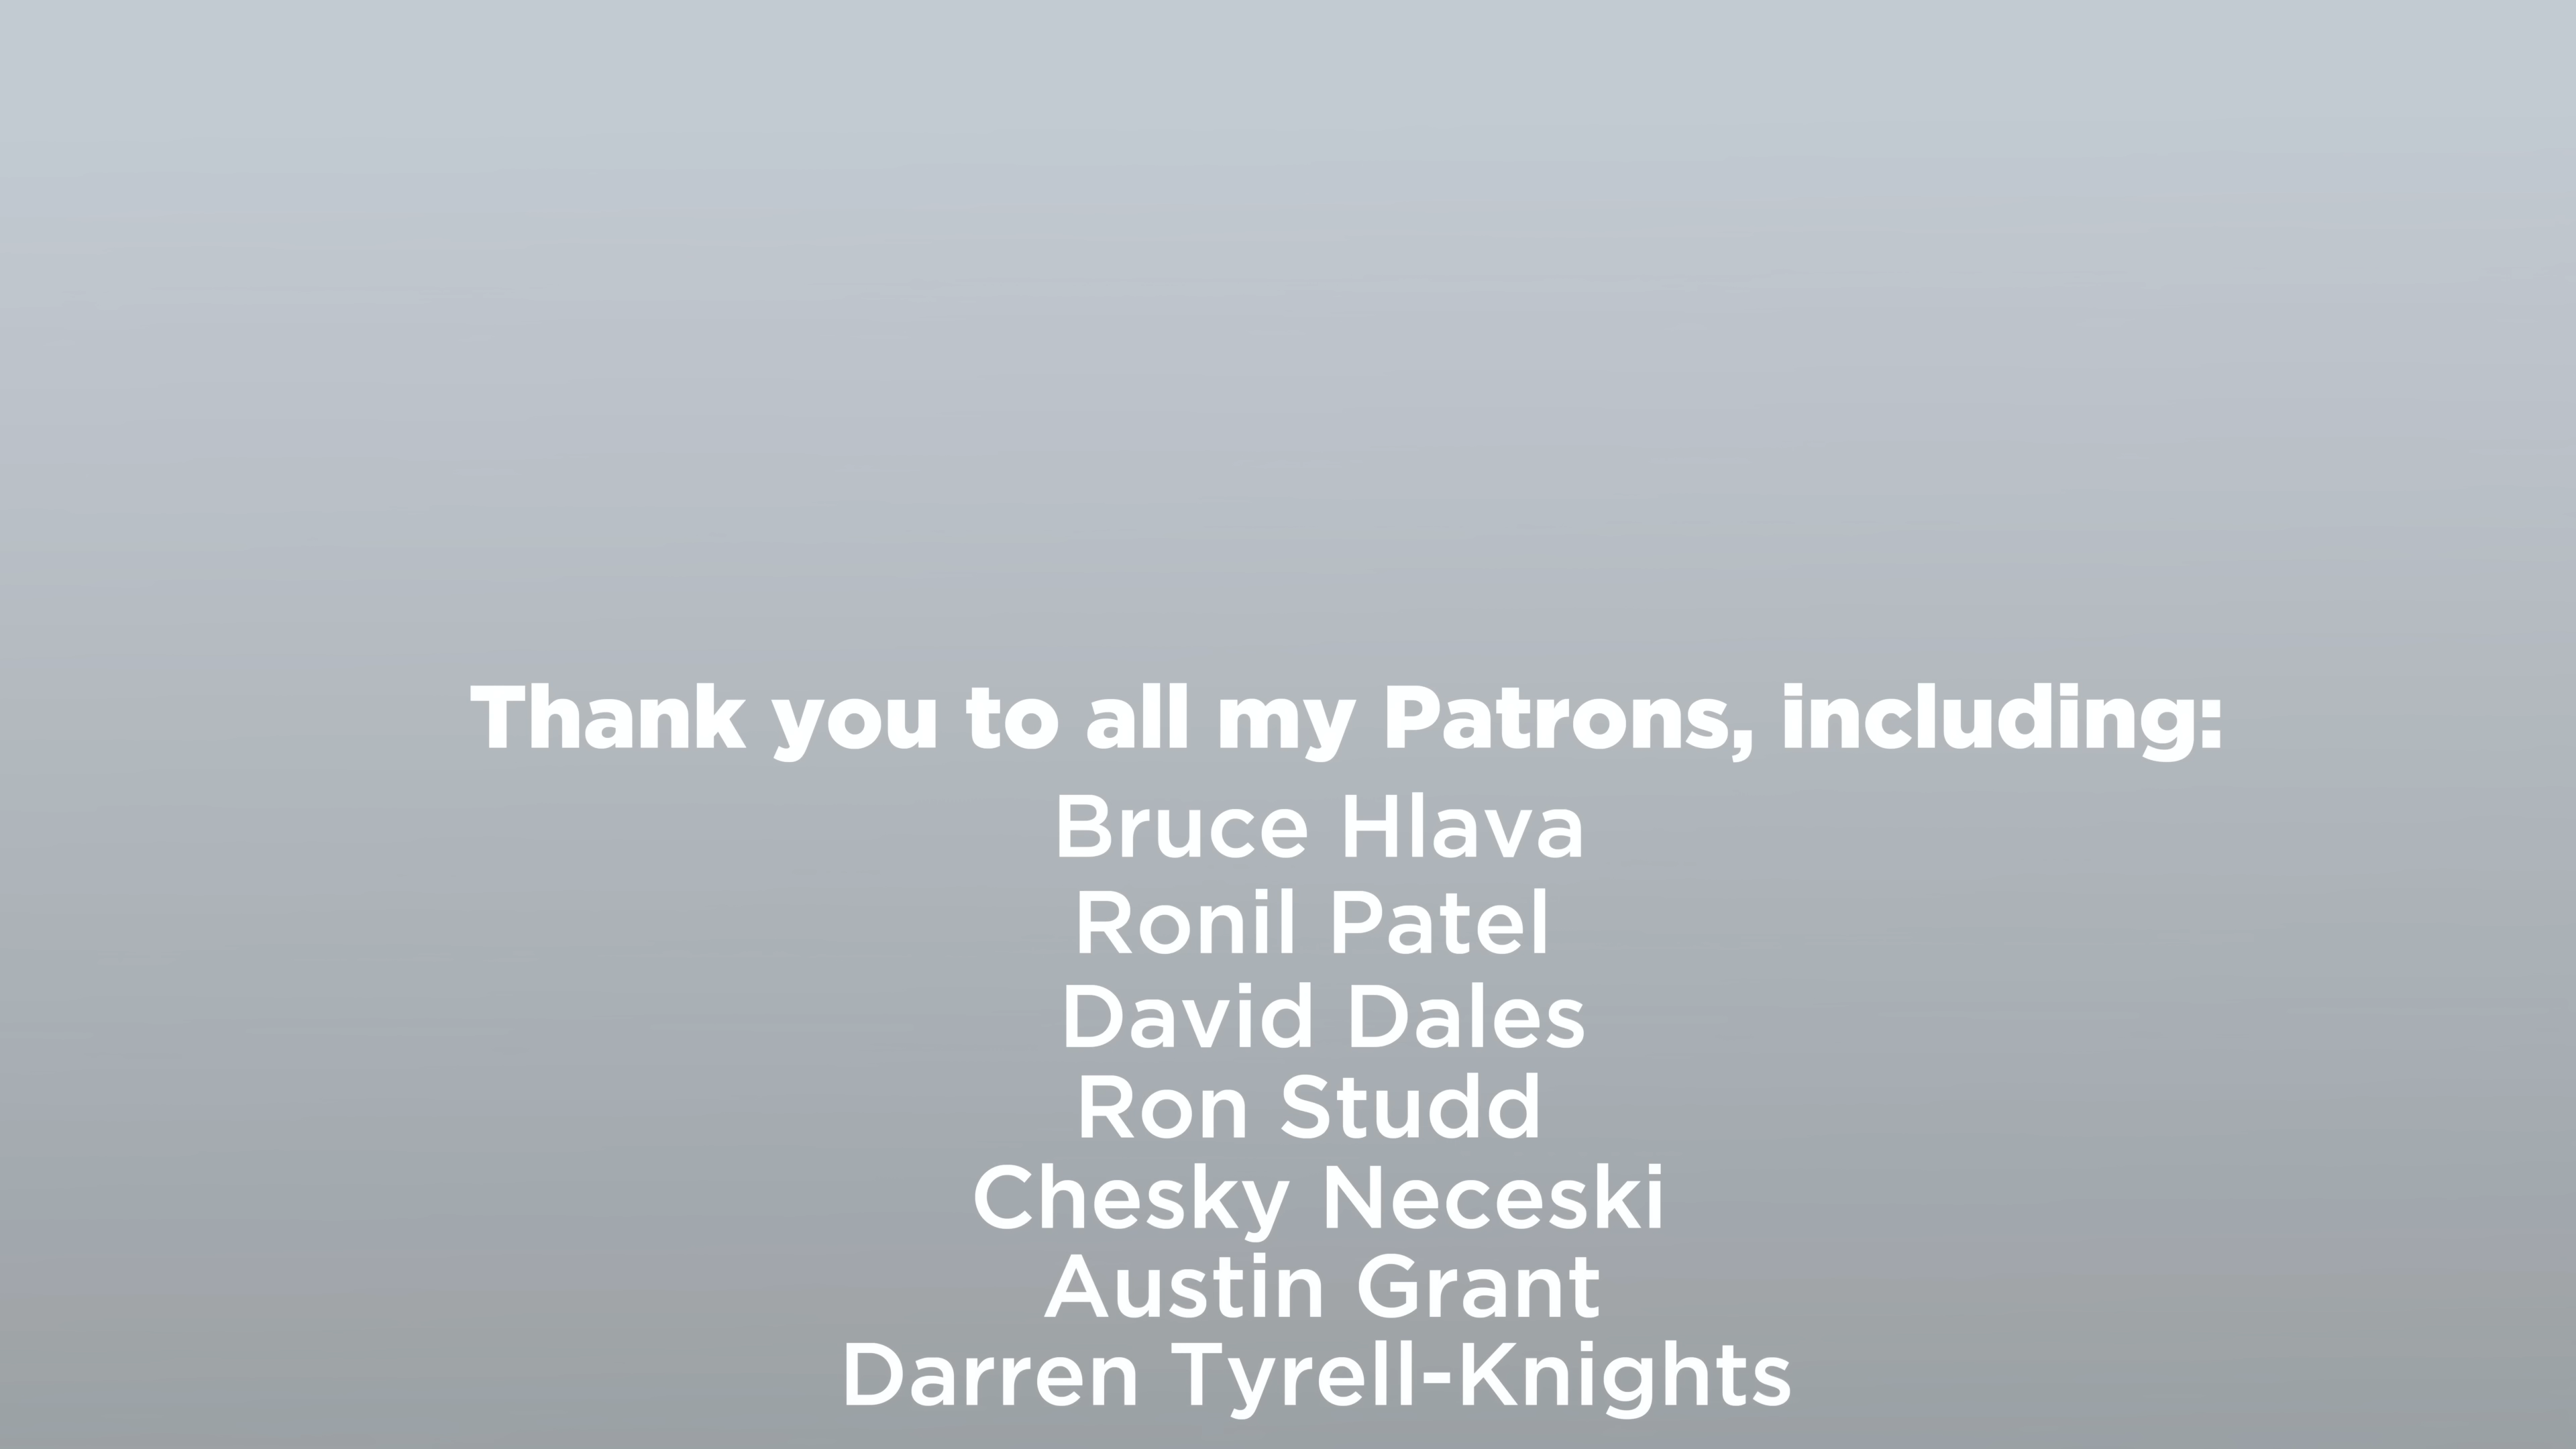 Thank you to all my Patrons, including:
Bruce Hlava
Ronil Patel
David Dales
Ron Studd
Chesky Neceski
Austin Grant
Darren Tyrell-Knights